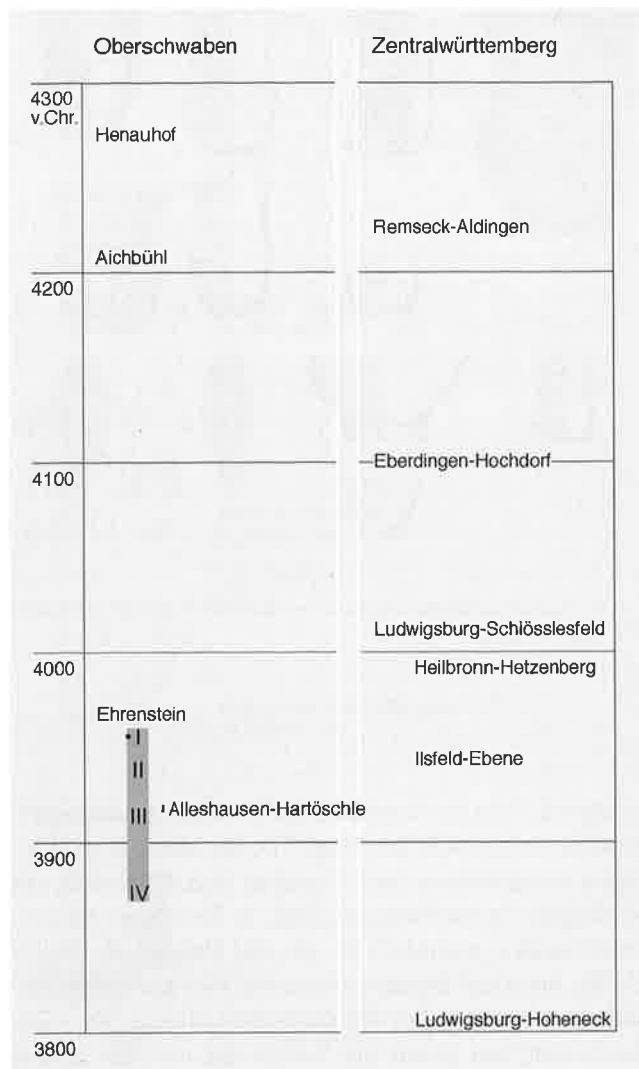 Oberschwaben Zentralwürttemberg
4300
v.Chr.
Henauhof
Remseck-Aldingen
Aichbühl
4200
Eberdingen-Hochdorf
4100
Ludwigsburg-Schlösslesfeld
4000
Heilbronn-Hetzenberg
Ehrenstein
I
Ilsfeld-Ebene
II
III Alleshausen-Hartöschle
3900
IV
Ludwigsburg-Hoheneck
3800